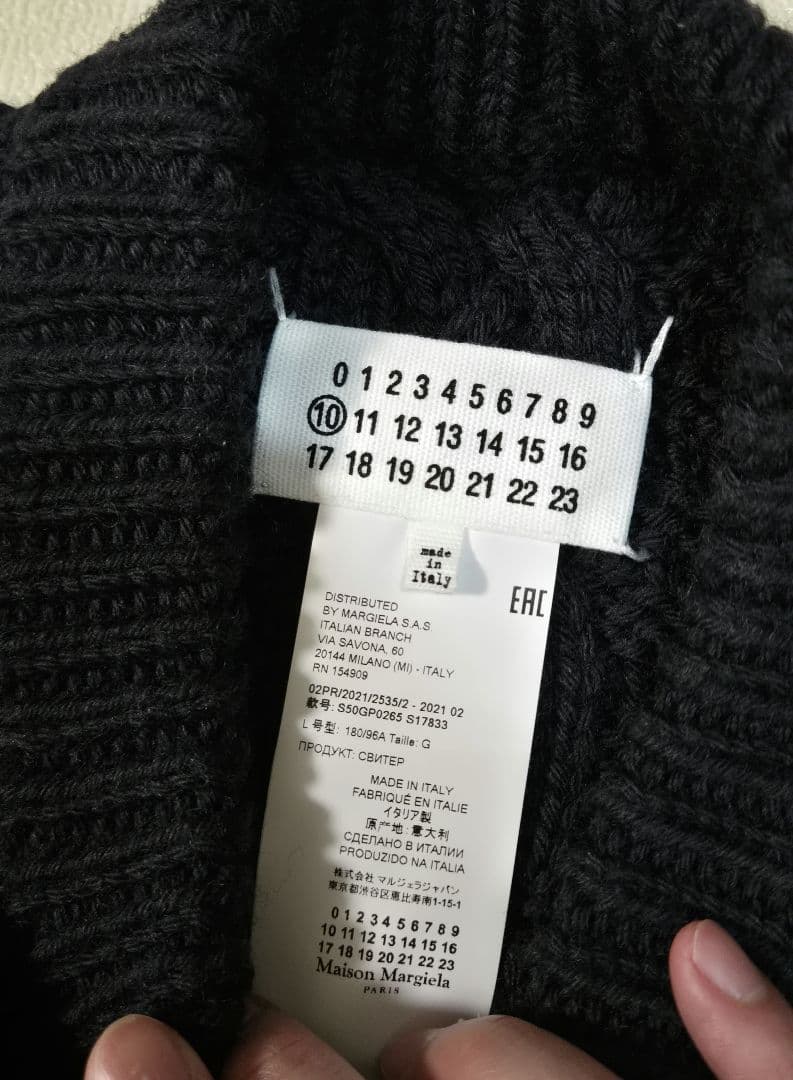 0 1 2 3 4 5 6 7 8 9
10 11 12 13 14 15 16
17 18 19 20 21 22 23
made
in
Italy
EAC
DISTRIBUTED
BY MARGIELA S.A.S.
ITALIAN BRANCH
VIA SAVONA, 60
20144 MILANO (MI) - ITALY
RN 154909
02PR/2021/2535/2 - 2021 02
款号: S50GP0265 S17833
L 号型: 180/96A Taille: G
ПРОДУКТ: СВИТЕР
MADE IN ITALY
FABRIQUÉ EN ITALIE
イタリア製
原产地: 意大利
СДЕЛАНО В ИТАЛИИ
PRODUZIDO NA ITALIA
株式会社 マルジェラジャパン
東京都渋谷区恵比寿南1-15-1
0 1 2 3 4 5 6 7 8 9
10 11 12 13 14 15 16
17 18 19 20 21 22 23
Maison Margiela
PARIS